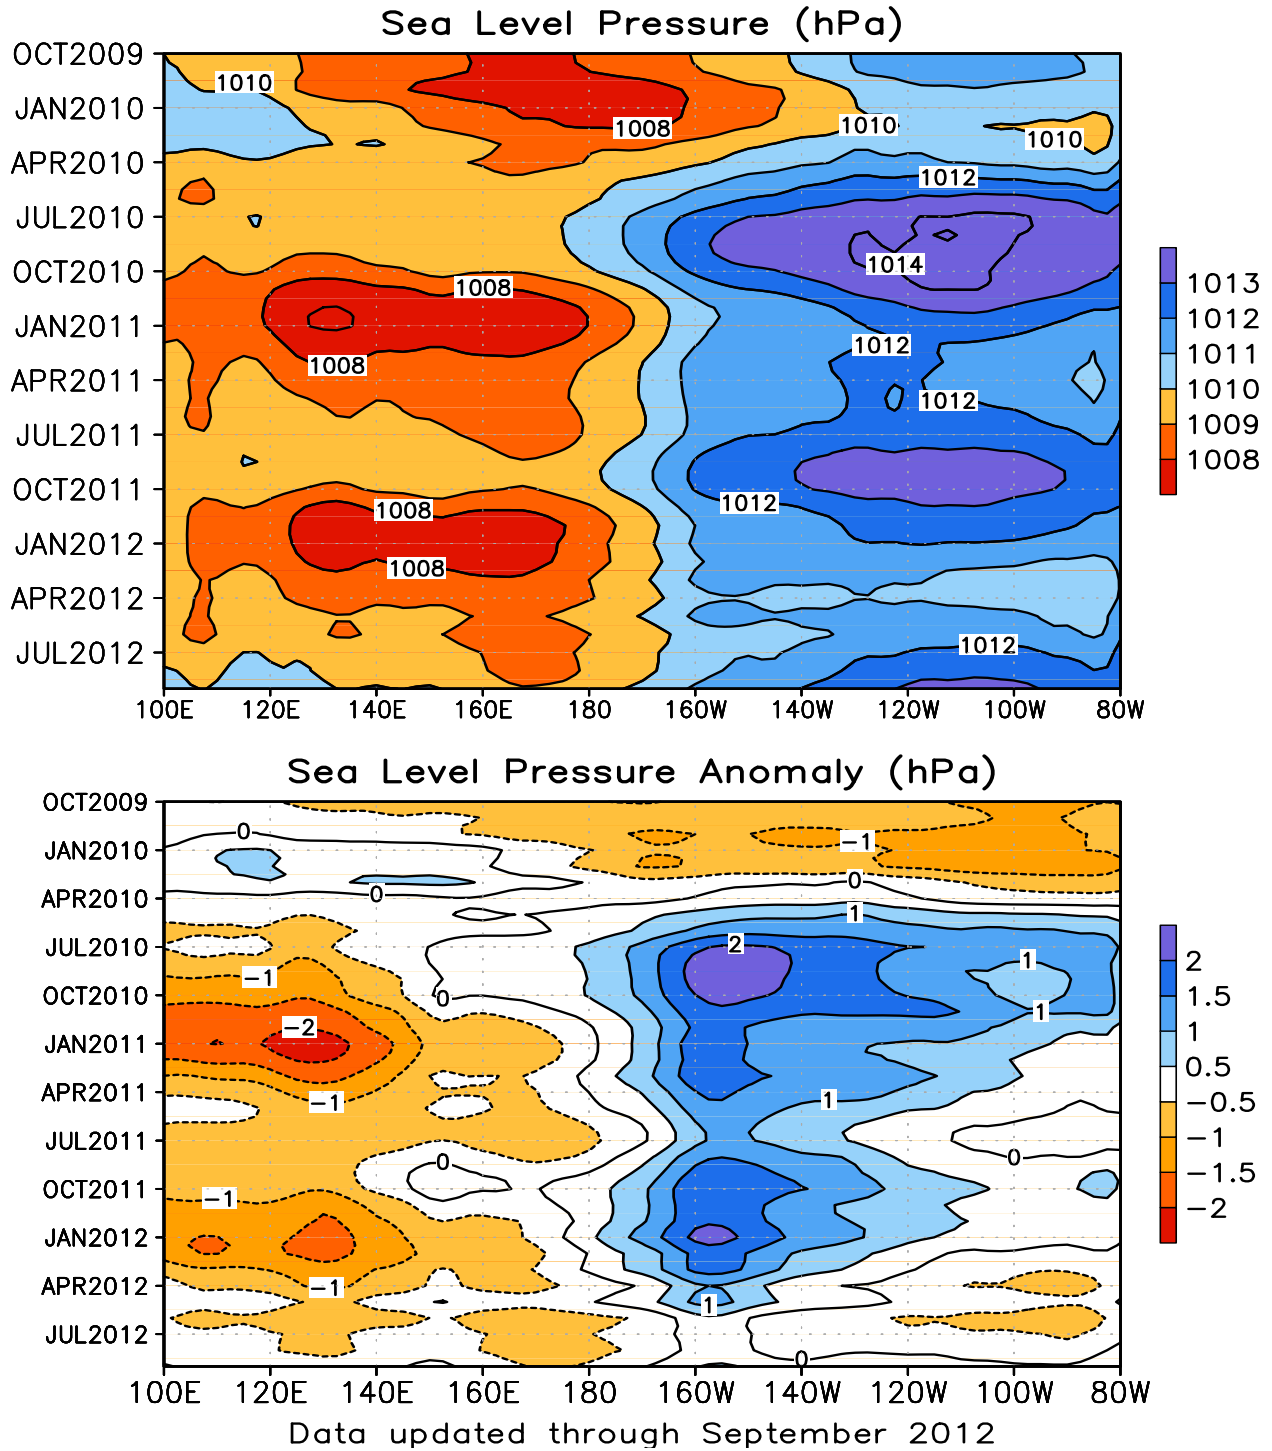 Sea Level Pressure (hPa)
OCT2009
JAN2010
APR2010
JUL2010
OCT2010
JAN2011
APR2011
JUL2011
OCT2011
JAN2012
APR2012
JUL2012
1010
1008
1010
1010
1012
1014
1008
1008
1012
1012
1008
1012
1008
1012
100E 120E 140E 160E 180 160W 140W 120W 100W 80W
1013
1012
1011
1010
1009
1008
Sea Level Pressure Anomaly (hPa)
OCT2009
JAN2010
APR2010
JUL2010
OCT2010
JAN2011
APR2011
JUL2011
OCT2011
JAN2012
APR2012
JUL2012
0
-1
0
0
1
2
1
-1
0
1
-2
-1
1
0
0
-1
-1
1
0
100E 120E 140E 160E 180 160W 140W 120W 100W 80W
2
1.5
1
0.5
-0.5
-1
-1.5
-2
Data updated through September 2012